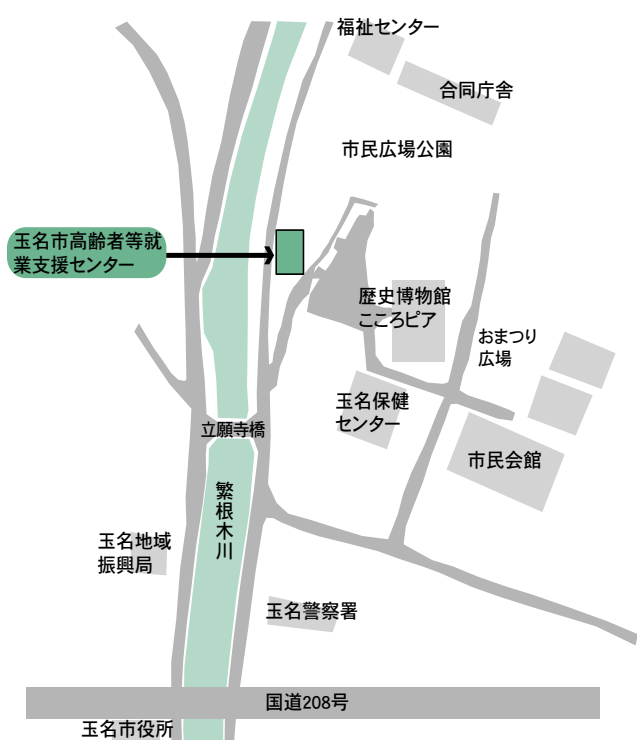 福祉センター
合同庁舎
市民広場公園
玉名市高齢者等就
業支援センター
歴史博物館
こころピア
おまつり
広場
玉名保健
センター
立願寺橋
市民会館
繁根木川
玉名地域
振興局
玉名警察署
国道208号
玉名市役所